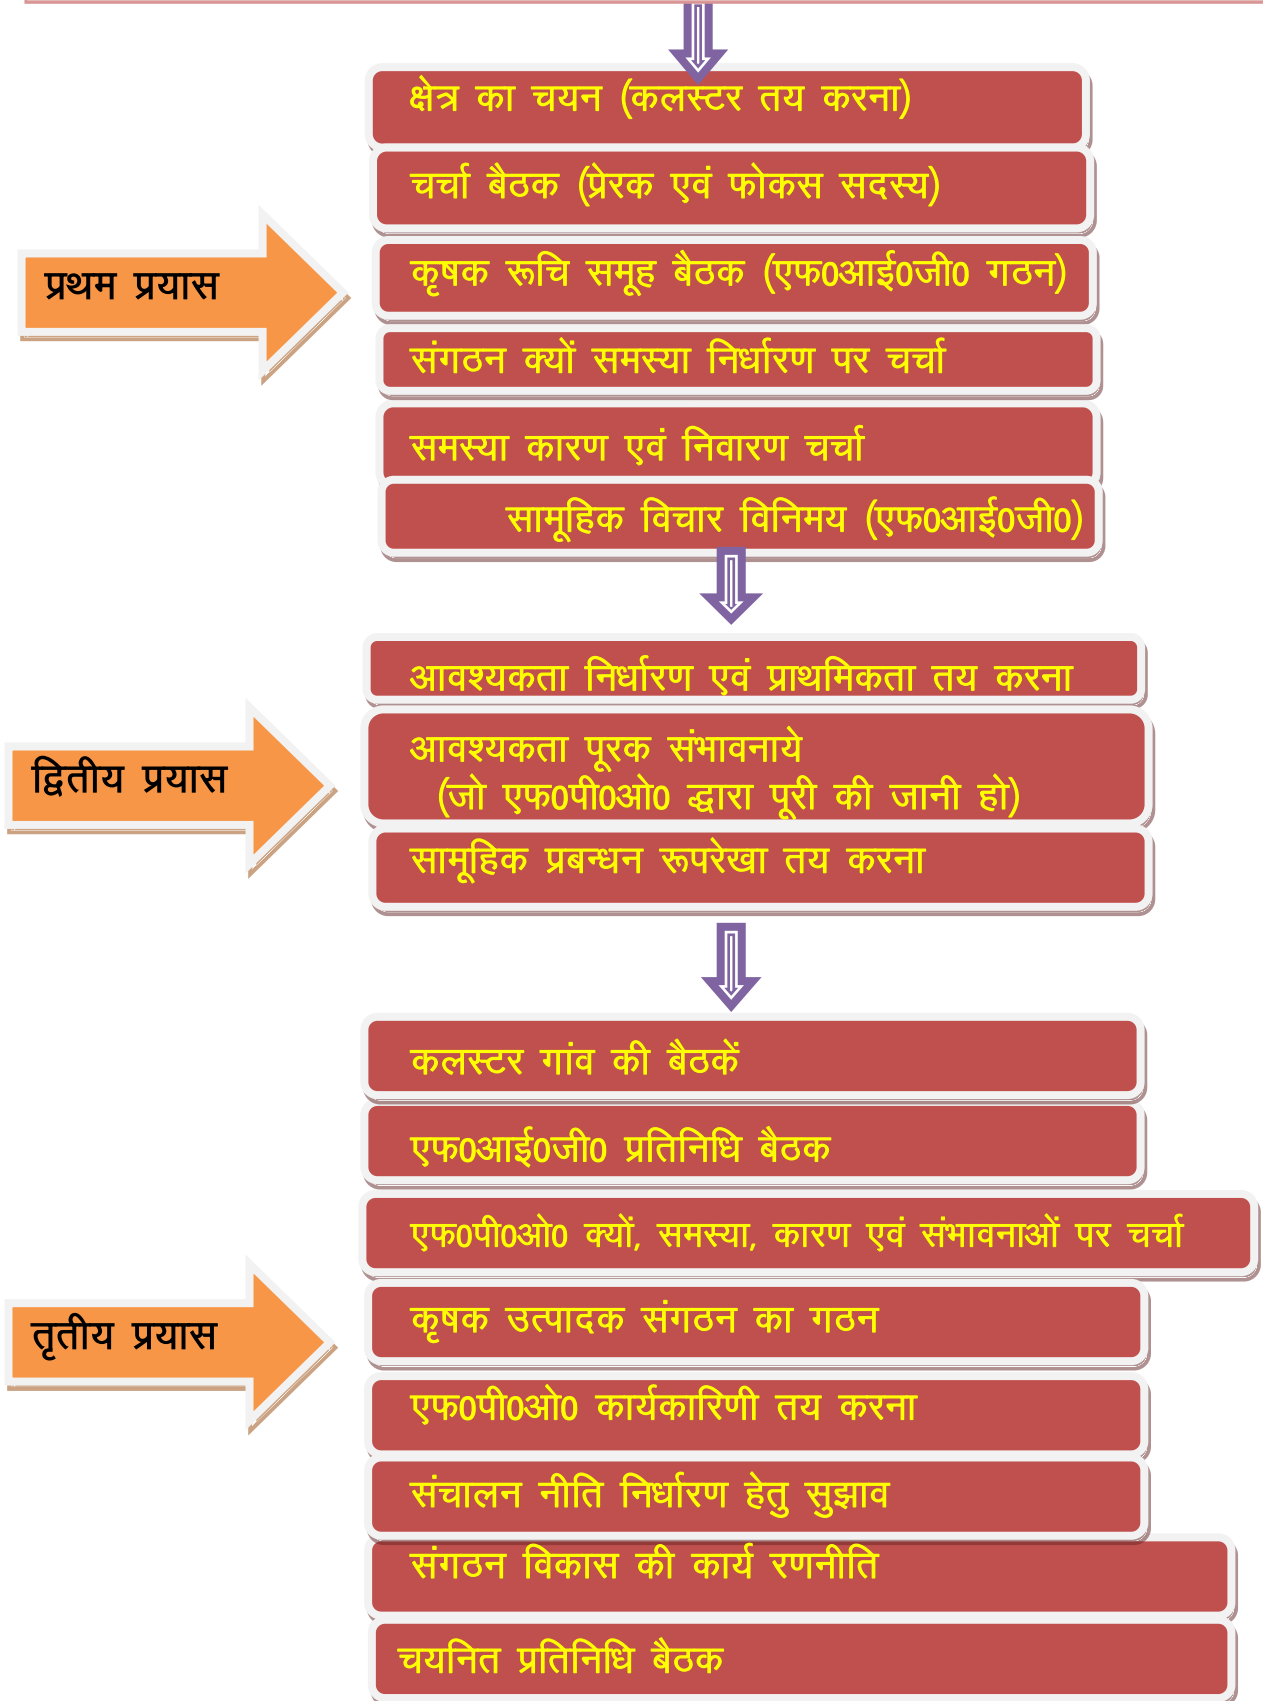 क्षेत्र का चयन (कलस्टर तय करना)
चर्चा बैठक (प्रेरक एवं फोकस सदस्य)
प्रथम प्रयास
कृषक रूचि समूह बैठक (एफ0आई0जी0 गठन)
संगठन क्यों समस्या निर्धारण पर चर्चा
समस्या कारण एवं निवारण चर्चा
सामूहिक विचार विनिमय (एफ0आई0जी0)
आवश्यकता निर्धारण एवं प्राथमिकता तय करना
द्वितीय प्रयास
आवश्यकता पूरक संभावनाये
(जो एफ0पी0ओ0 द्धारा पूरी की जानी हो)
सामूहिक प्रबन्धन रूपरेखा तय करना
कलस्टर गांव की बैठकें
एफ0आई0जी0 प्रतिनिधि बैठक
एफ0पी0ओ0 क्यों, समस्या, कारण एवं संभावनाओं पर चर्चा
तृतीय प्रयास
कृषक उत्पादक संगठन का गठन
एफ0पी0ओ0 कार्यकारिणी तय करना
संचालन नीति निर्धारण हेतु सुझाव
संगठन विकास की कार्य रणनीति
चयनित प्रतिनिधि बैठक